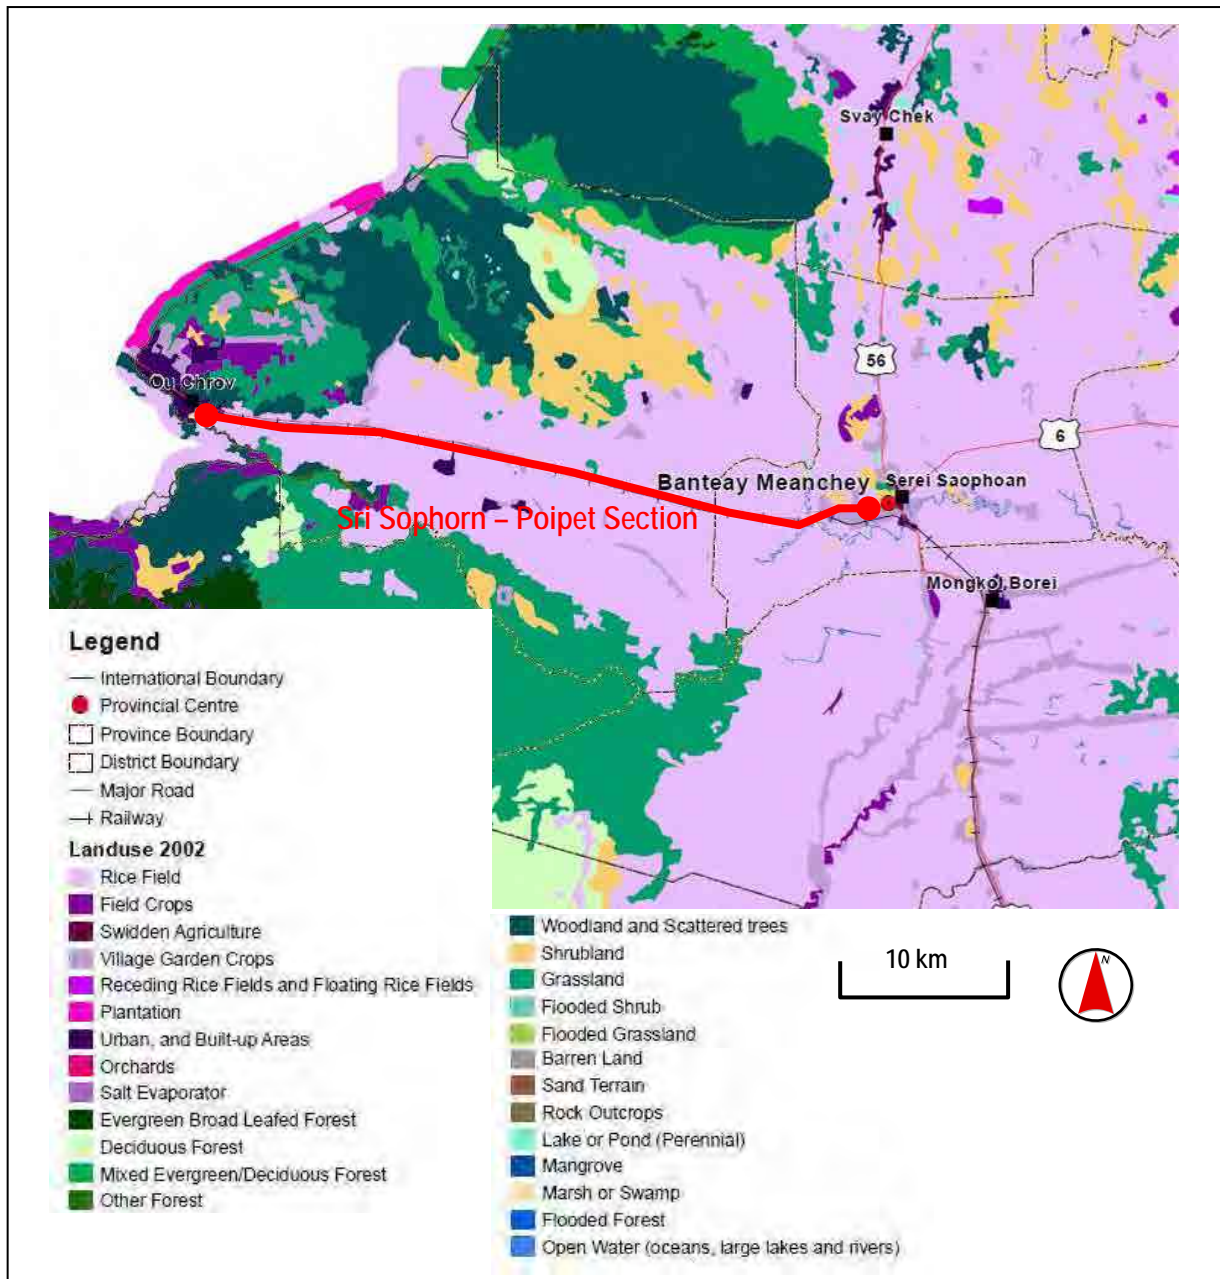 Svay Chek
56
Ou Chrov
6
Banteay Meanchey
Serei Saophoan
Sri Sophorn – Poipet Section
Mongkol Borei
Legend
International Boundary
Provincial Centre
Province Boundary
District Boundary
Major Road
Railway
Landuse 2002
Rice Field
Field Crops
Swidden Agriculture
Village Garden Crops
Receding Rice Fields and Floating Rice Fields
Plantation
Urban, and Built-up Areas
Orchards
Salt Evaporator
Evergreen Broad Leafed Forest
Deciduous Forest
Mixed Evergreen/Deciduous Forest
Other Forest
Woodland and Scattered trees
Shrubland
Grassland
Flooded Shrub
Flooded Grassland
Barren Land
Sand Terrain
Rock Outcrops
Lake or Pond (Perennial)
Mangrove
Marsh or Swamp
Flooded Forest
Open Water (oceans, large lakes and rivers)
10 km
N